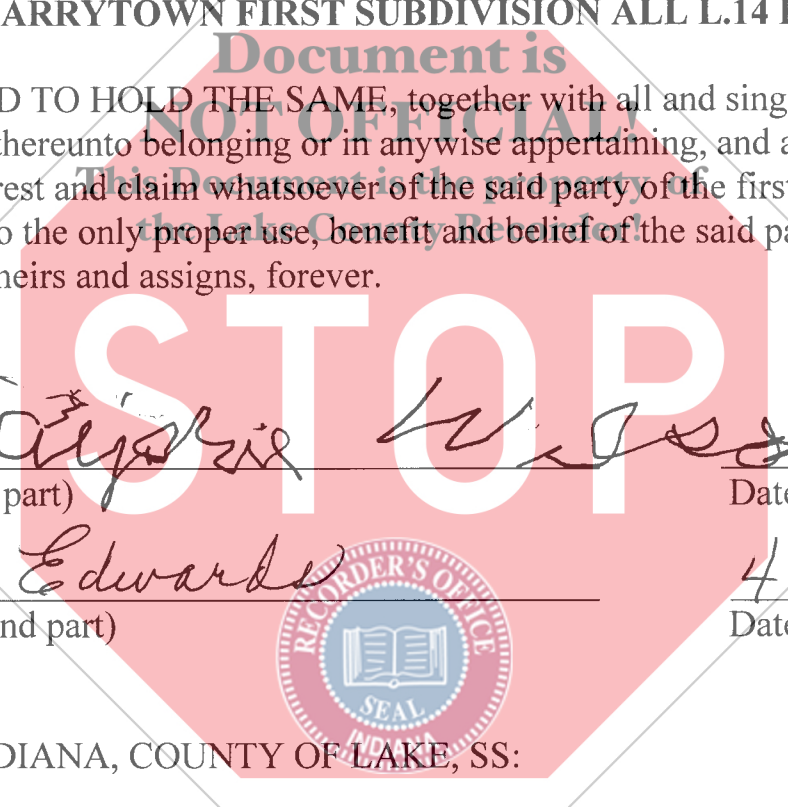 ARRYTOWN FIRST SUBDIVISION ALL L.14
Document is
D TO HOLD THE SAME, together with all and sing
NOT OFFICIAL!
thereunto belonging or in anywise appertaining, and a
This Document is the property of
rest and claim whatsoever of the said party of the first
the Lake County Recorder!
o the only proper use, benefit and belief of the said pa
heirs and assigns, forever.
STOP
part)
Date
Edwards
4
nd part)
Date
RECORDER'S OFFICE
SEAL
INDIANA
DIANA, COUNTY OF LAKE, SS: